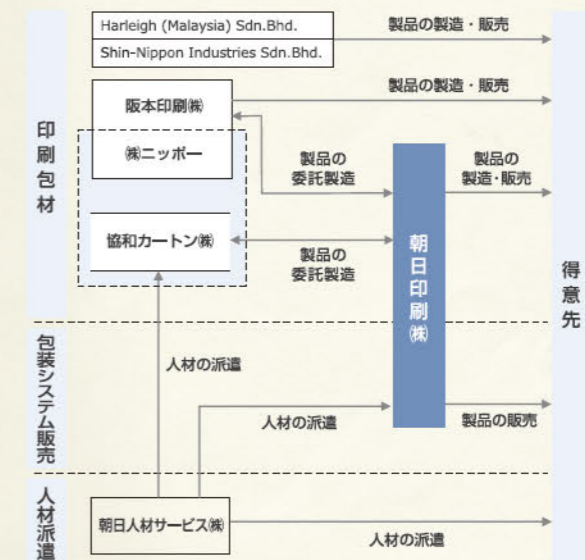 Harleigh (Malaysia) Sdn.Bhd.
Shin-Nippon Industries Sdn.Bhd.
製品の製造・販売
阪本印刷㈱
製品の製造・販売
㈱ニッポー
印刷包材
製品の
委託製造
製品の
製造・販売
協和カートン㈱
製品の
委託製造
朝日印刷㈱
得意先
包装システム販売
人材の派遣
人材の派遣
製品の販売
人材派遣
朝日人材サービス㈱
人材の派遣